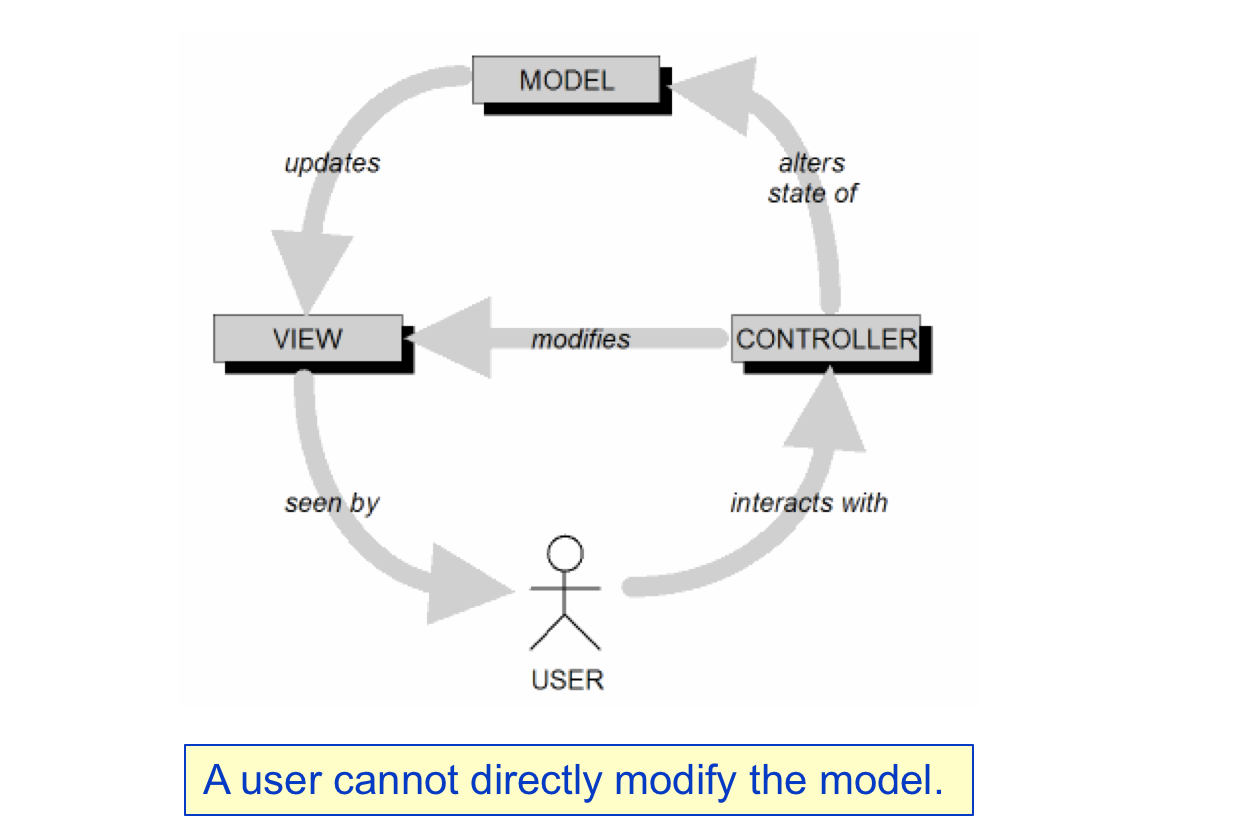 MODEL
updates
alters
state of
VIEW
modifies
CONTROLLER
seen by
interacts with
USER
A user cannot directly modify the model.